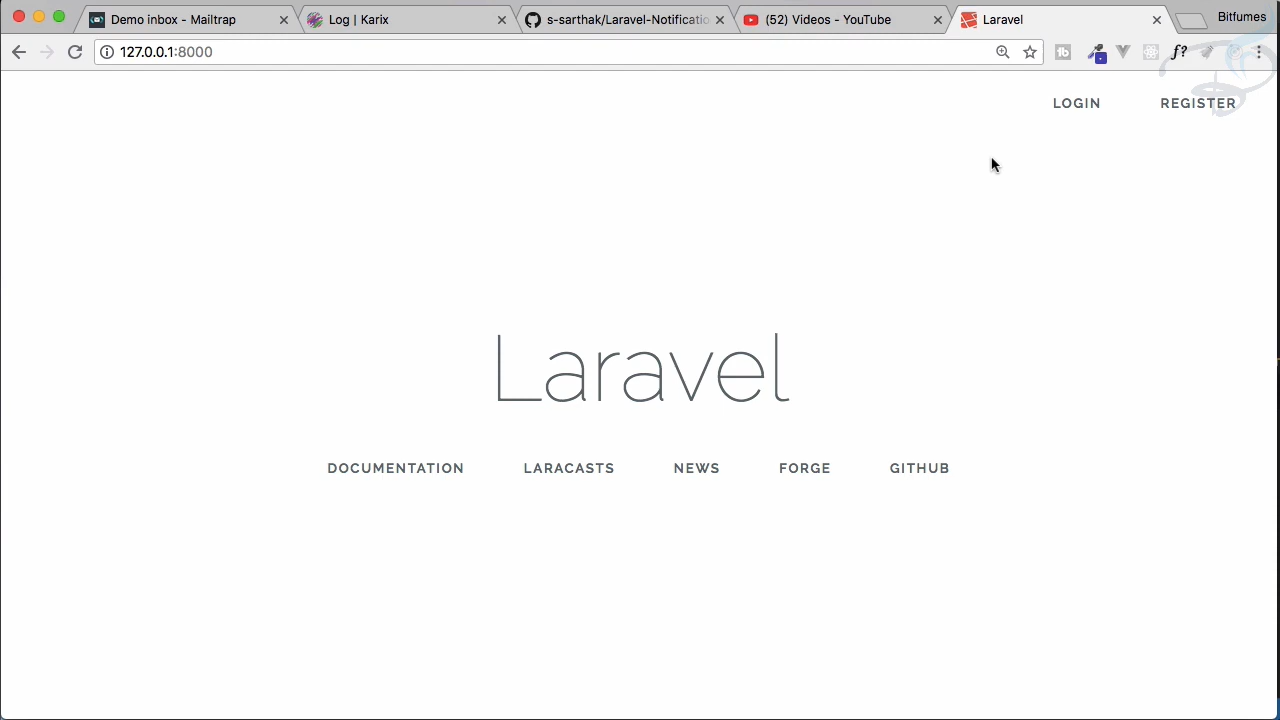 Demo inbox - Mailtrap
Log | Karix
s-sarthak/Laravel-Notificatio
(52) Videos - YouTube
Laravel
Bitfumes
127.0.0.1:8000
f?
LOGIN
REGISTER
Laravel
DOCUMENTATION
LARACASTS
NEWS
FORGE
GITHUB